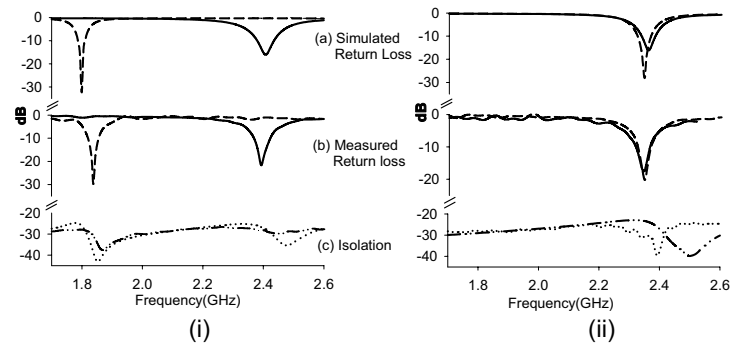 0
-10
-20
-30
(a) Simulated
Return Loss
0
-10
-20
-30
dB
0
-10
-20
-30
(b) Measured
Return loss
0
-10
-20
dB
-20
-30
-40
(c) Isolation
-20
-30
-40
1.8 2.0 2.2 2.4 2.6
Frequency(GHz)
1.8 2.0 2.2 2.4 2.6
Frequency(GHz)
(i)
(ii)